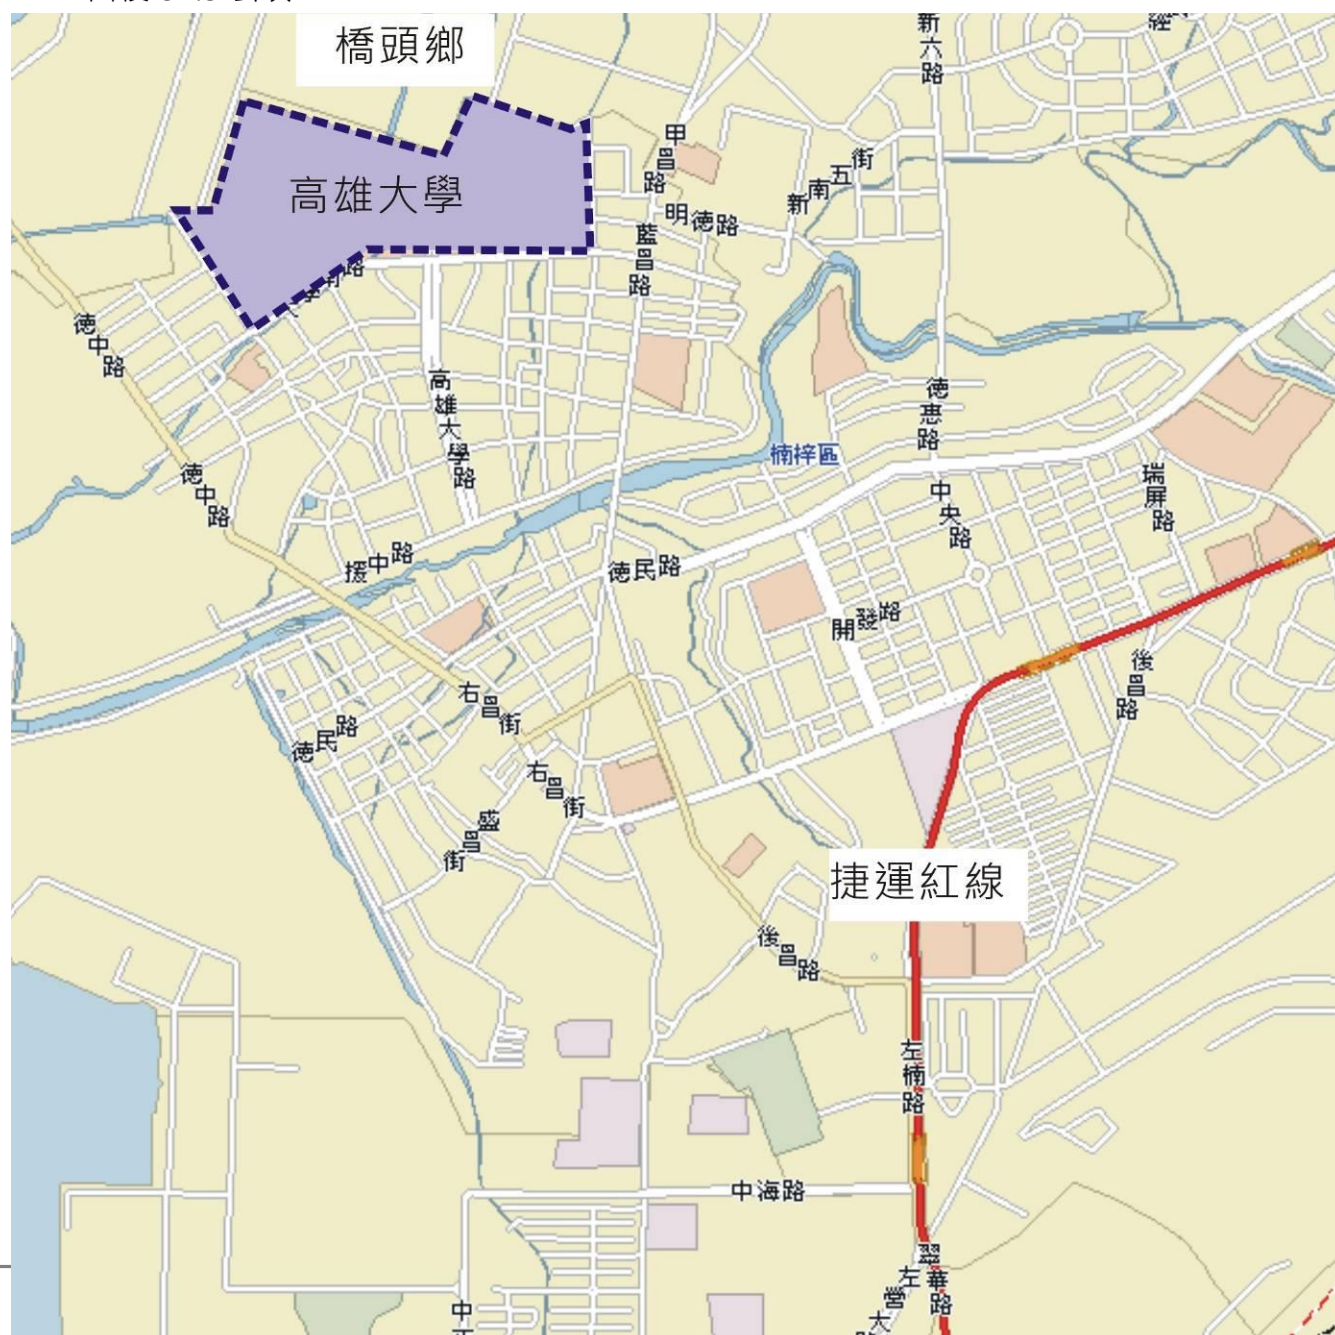 橋頭鄉
新六路
高雄大學
甲昌路
新南五街
明德路
藍昌路
德中路
高雄大學路
德惠路
楠梓區
德中路
中央路
瑞屏路
援中路
德民路
開發路
後昌路
右昌街
德民路
右昌街
盛昌街
捷運紅線
後昌路
左楠路
中海路
翠華路
左營大路